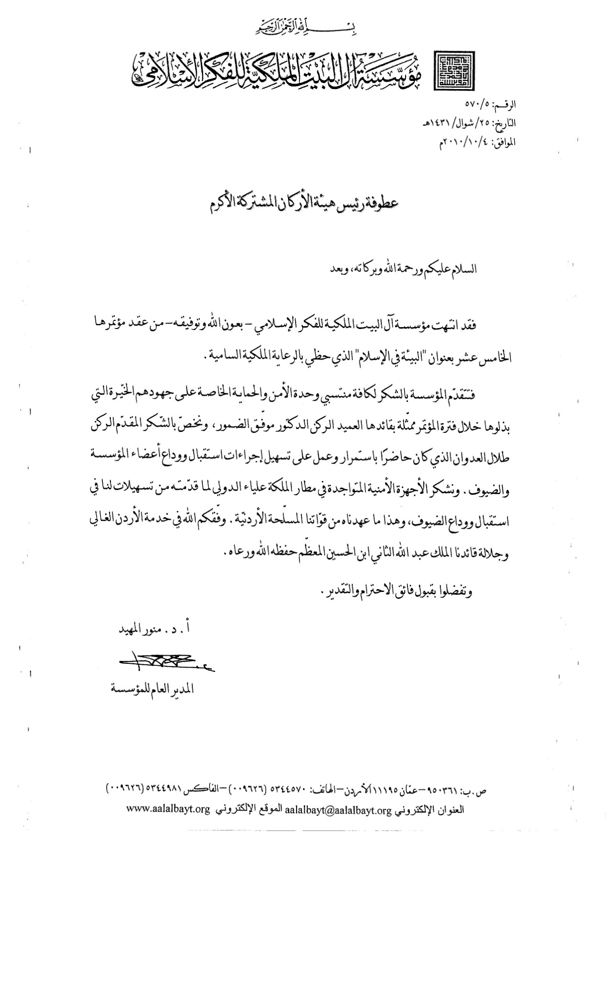 بسم الله الرحمن الرحيم
مؤسسة آل البيت الملكية للفكر الإسلامي
الرقم: ٥/ ٥٧٠
التاريخ: ٢٥/ شوال/ ١٤٣١هـ
الموافق: ٤/ ١٠/ ٢٠١٠م
عطوفة رئيس هيئة الأركان المشتركة الأكرم
السلام عليكم ورحمة الله وبركاته، وبعد
فقد انتهت مؤسسة آل البيت الملكية للفكر الإسلامي – بعون الله وتوفيقه – من عقد مؤتمرها
الخامس عشر بعنوان "البيئة في الإسلام" الذي حظي بالرعاية الملكية السامية.
فتتقدّم المؤسسة بالشكر لكافة منتسبي وحدة الأمن والحماية الخاصة على جهودهم الخيّرة التي
بذلوها خلال فترة المؤتمر ممثّلة بقائدها العميد الركن الدكتور موفّق الضمور، ونخصّ بالشّكر المقدّم الركن
طلال العدوان الذي كان حاضرًا باستمرار وعمل على تسهيل إجراءات استقبال ووداع أعضاء المؤسسة
والضيوف. ونشكر الأجهزة الأمنية المتواجدة في مطار الملكة علياء الدولي لما قدّمته من تسهيلات لنا في
استقبال ووداع الضيوف، وهذا ما عهدناه من قوّاتنا المسلّحة الأردنيّة. وفّقكم الله في خدمة الأردن الغالي
وجلالة قائدنا الملك عبد الله الثاني ابن الحسين المعظّم حفظه الله ورعاه.
وتفضلوا بقبول فائق الاحترام والتقدير.
أ. د. منور المهيد
المدير العام للمؤسسة
ص.ب: ٩٥٠٣٦١ – عمّان ١١١٩٥ الأردن – الهاتف: ٥٣٤٤٥٧٠ (٠٠٩٦٢٦) – الفاكس ٥٣٤٤٩٨١ (٠٠٩٦٢٦)
العنوان الإلكتروني aalalbayt@aalalbayt.org الموقع الإلكتروني www.aalalbayt.org